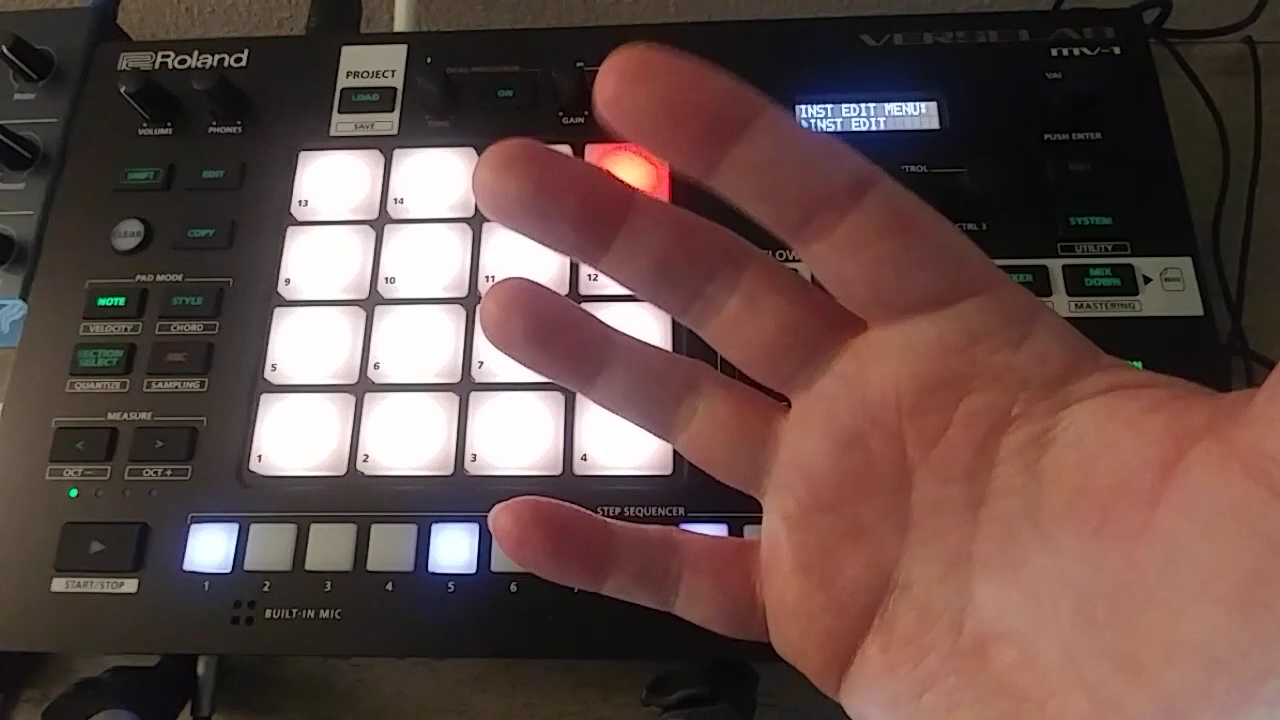 Roland
VERSELAB
MV-1
PROJECT
LOAD
SAVE
VOLUME
PHONES
ON
GAIN
INST EDIT MENU:
INST EDIT
PUSH ENTER
SHIFT
EDIT
CLEAR
COPY
13
14
9
10
11
12
CTRL 3
SYSTEM
UTILITY
MIX
DOWN
MASTERING
PAD MODE
NOTE
STYLE
VELOCITY
CHORD
SECTION
SELECT
REC
QUANTIZE
SAMPLING
5
6
7
MEASURE
<
>
OCT −
OCT +
1
2
3
4
STEP SEQUENCER
START/STOP
1
2
3
4
5
6
BUILT-IN MIC